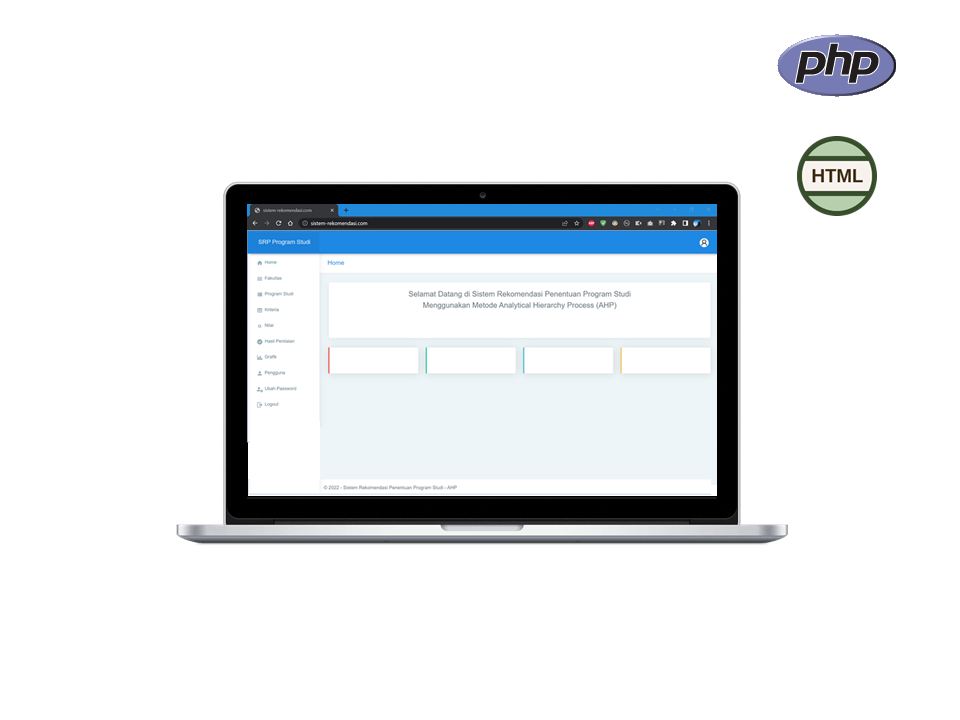 php
HTML
sistem-rekomendasi.com
sistem-rekomendasi.com
SRP Program Studi
Home
Home
Fakultas
Program Studi
Kriteria
Nilai
Hasil Penilaian
Grafik
Pengguna
Ubah Password
Logout
Selamat Datang di Sistem Rekomendasi Penentuan Program Studi
Menggunakan Metode Analytical Hierarchy Process (AHP)
© 2022 - Sistem Rekomendasi Penentuan Program Studi - AHP